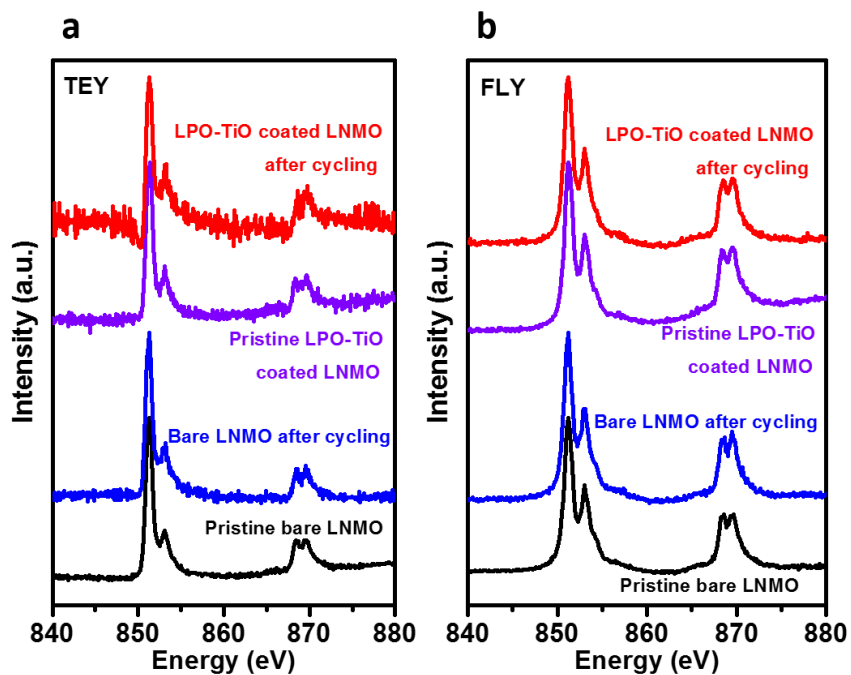 a
TEY
LPO-TiO coated LNMO
after cycling
Pristine LPO-TiO
coated LNMO
Bare LNMO after cycling
Pristine bare LNMO
Intensity (a.u.)
840 850 860 870 880
Energy (eV)
b
FLY
LPO-TiO coated LNMO
after cycling
Pristine LPO-TiO
coated LNMO
Bare LNMO after cycling
Pristine bare LNMO
Intensity (a.u.)
840 850 860 870 880
Energy (eV)